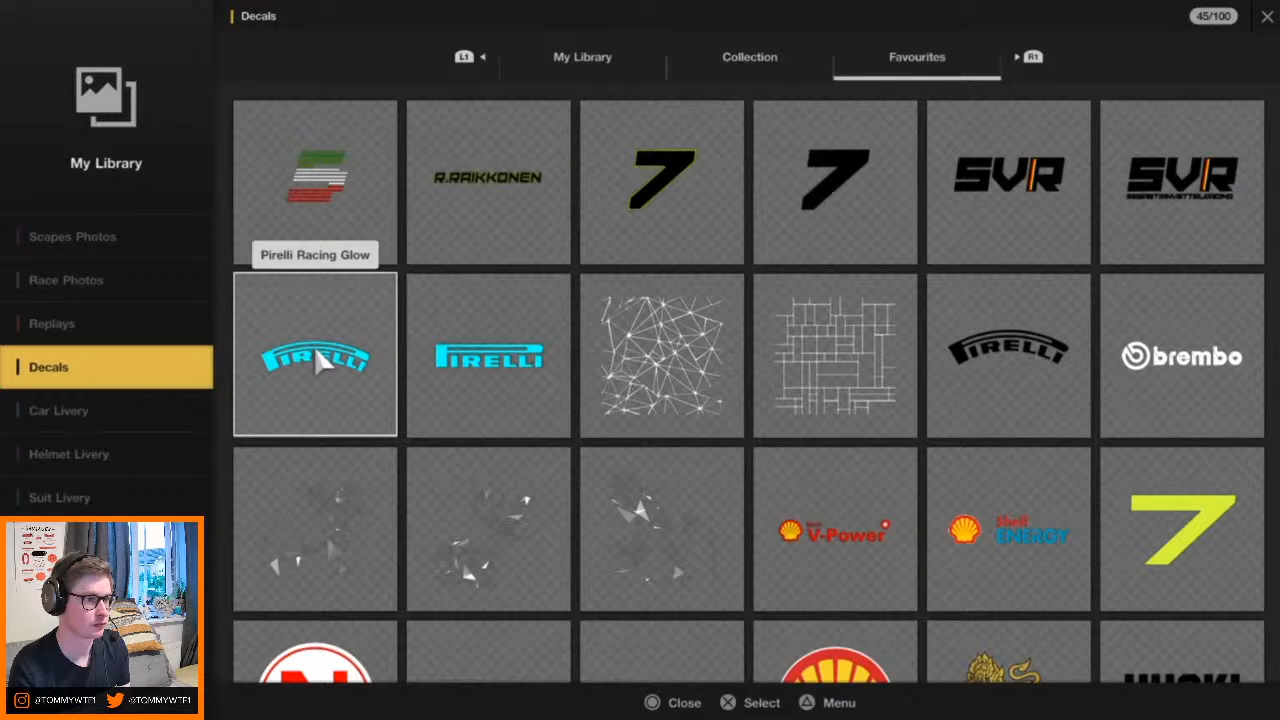 Decals
45/100
L1
My Library
Collection
Favourites
R1
My Library
Scapes Photos
Race Photos
Replays
Decals
Car Livery
Helmet Livery
Suit Livery
R.RAIKKONEN
7
7
SVR
SVR
Pirelli Racing Glow
PIRELLI
PIRELLI
PIRELLI
brembo
V-Power
Shell
ENERGY
7
HUSKI
@TOMMYWTF1
@TOMMYWTF1
Close
Select
Menu